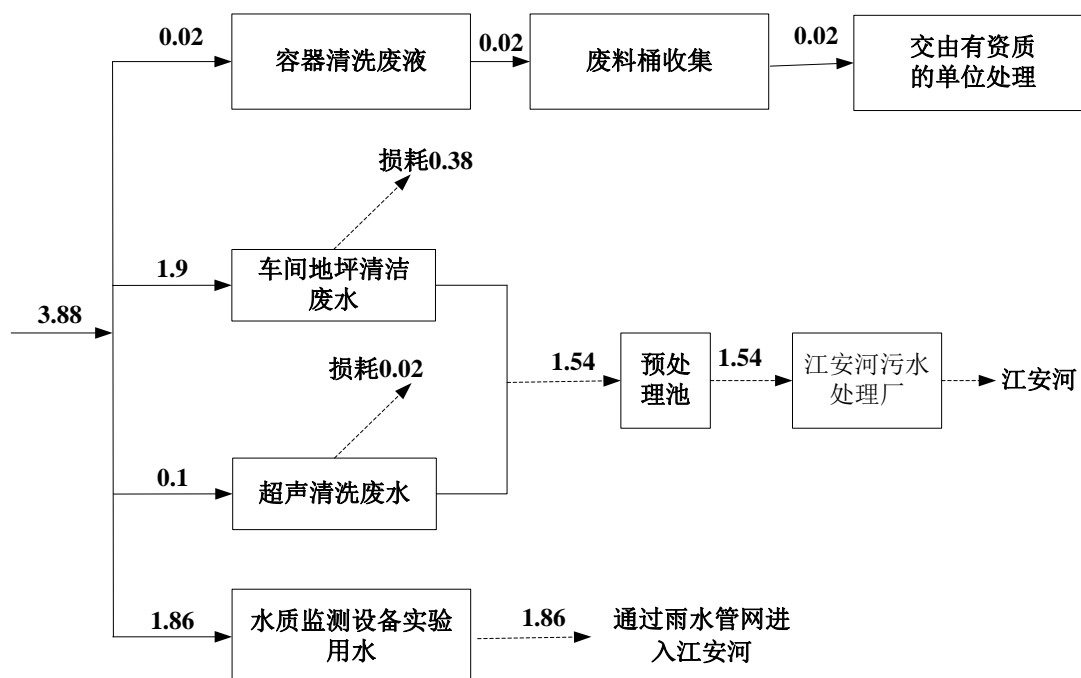 0.02
容器清洗废液
0.02
废料桶收集
0.02
交由有资质
的单位处理
损耗0.38
1.9
车间地坪清洁
废水
3.88
损耗0.02
1.54
预处
理池
1.54
江安河污水
处理厂
江安河
0.1
超声清洗废水
1.86
水质监测设备实验
用水
1.86
通过雨水管网进
入江安河